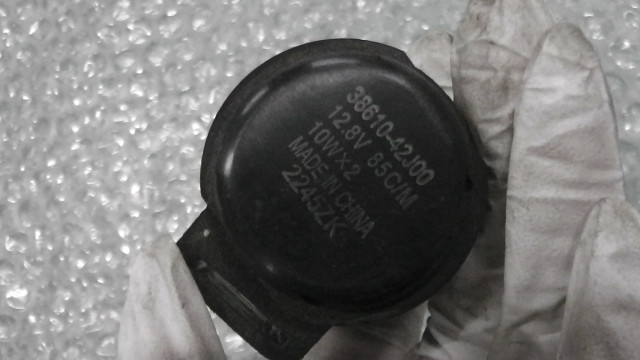 38610-42J00
12.8V 85C/M
10W×2
MADE IN CHINA
2245ZK